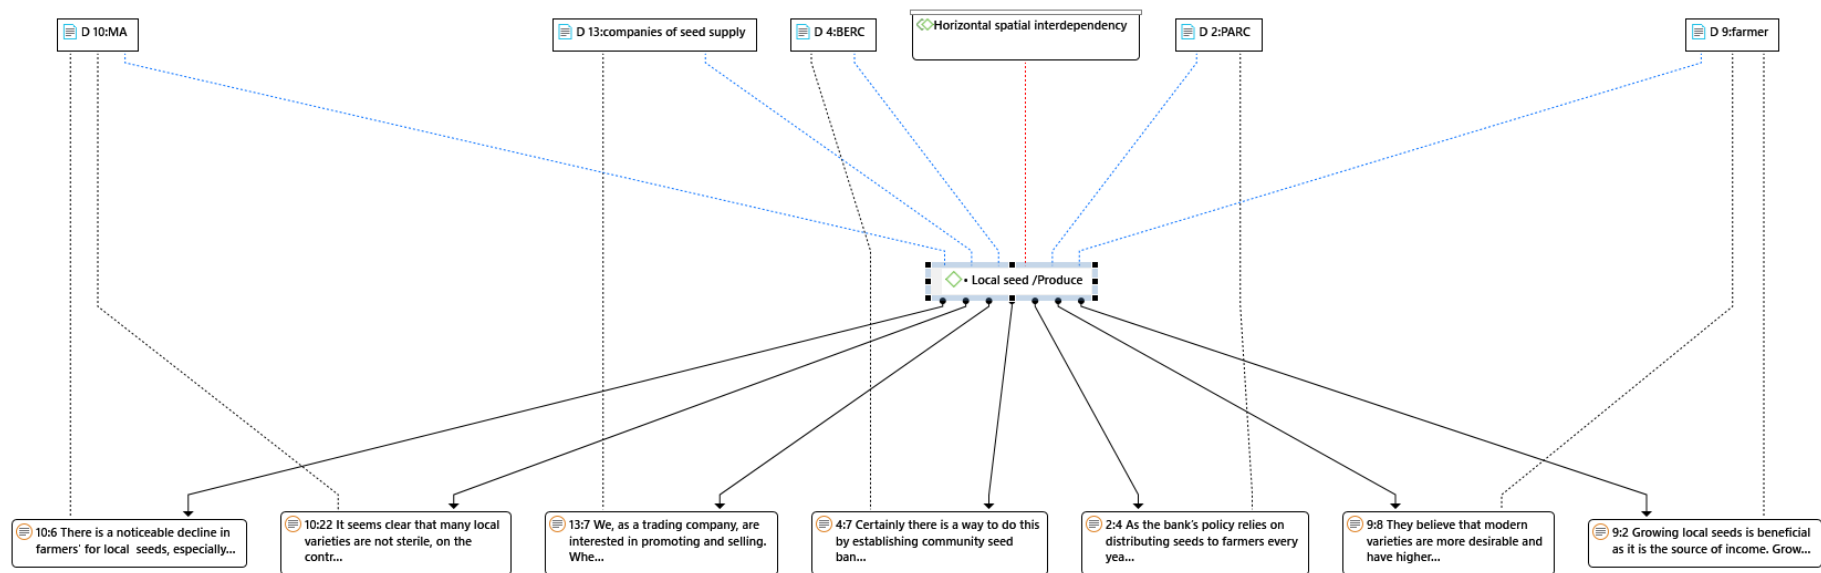 D 10:MA
D 13:companies of seed supply
D 4:BERC
Horizontal spatial interdependency
D 2:PARC
D 9:farmer
• Local seed /Produce
10:6 There is a noticeable decline in
farmers' for local seeds, especially...
10:22 It seems clear that many local
varieties are not sterile, on the
contr...
13:7 We, as a trading company, are
interested in promoting and selling.
Whe...
4:7 Certainly there is a way to do this
by establishing community seed
ban...
2:4 As the bank's policy relies on
distributing seeds to farmers every
yea...
9:8 They believe that modern
varieties are more desirable and
have higher...
9:2 Growing local seeds is beneficial
as it is the source of income. Grow...